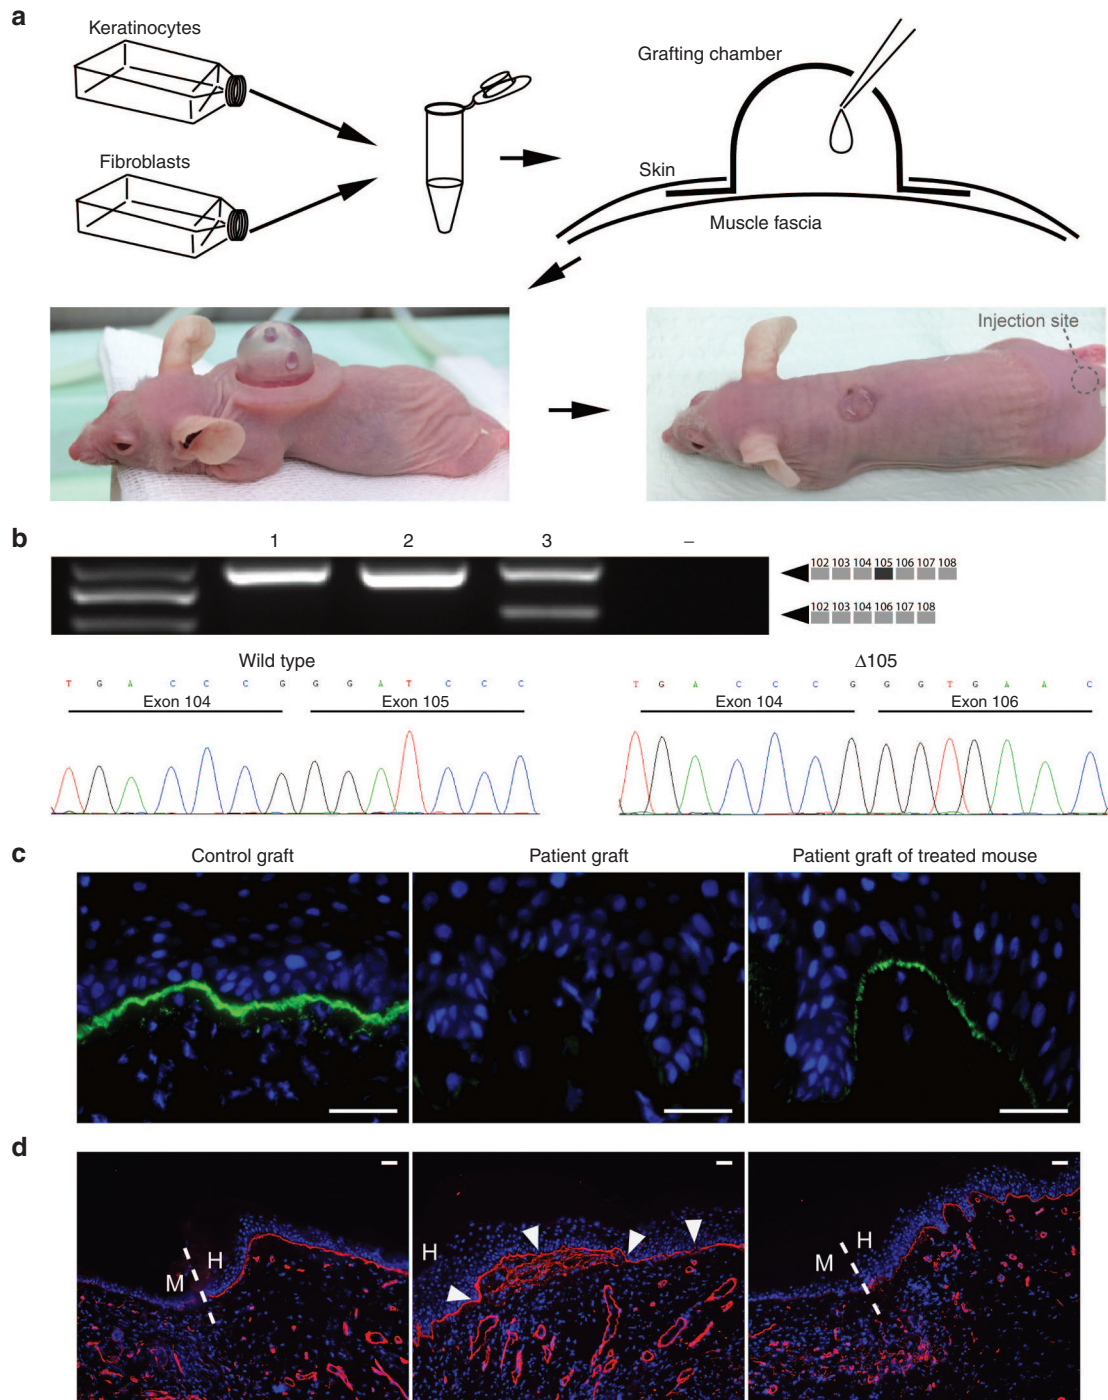 a
Keratinocytes
Fibroblasts
Grafting chamber
Skin
Muscle fascia
Injection site
b
1 2 3 –
102 103 104 105 106 107 108
102 103 104 106 107 108
Wild type
T G A C C C G G G A T C C C
Exon 104 Exon 105
Δ105
T G A C C C G G G T G A A C
Exon 104 Exon 106
c
Control graft Patient graft Patient graft of treated mouse
d
M H
H
M H